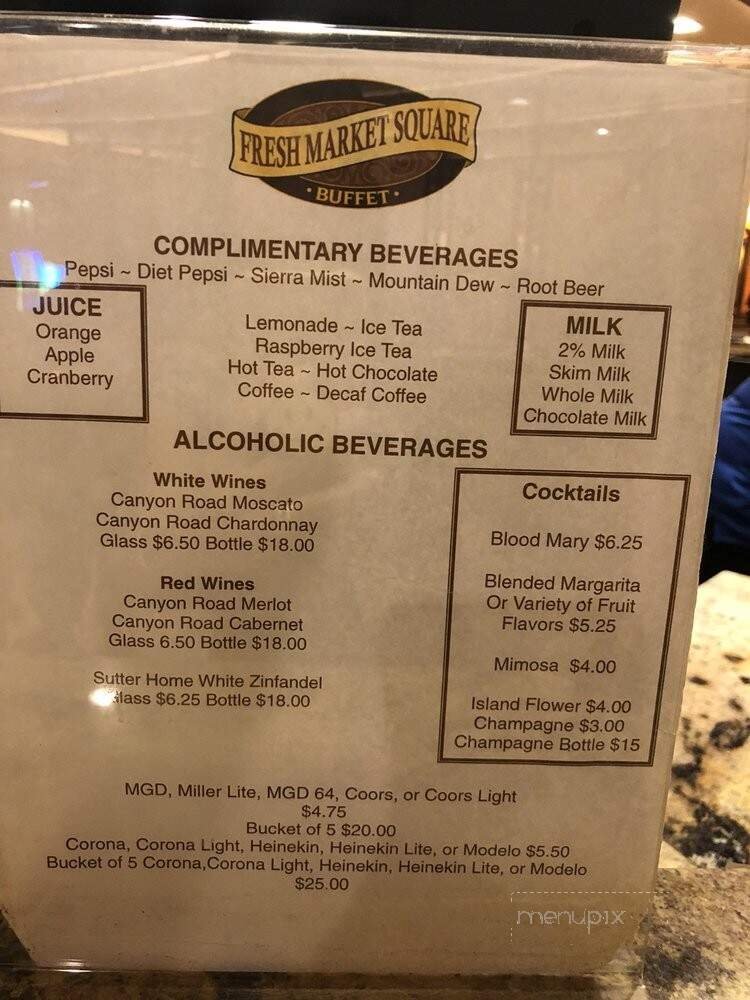 FRESH MARKET SQUARE
• BUFFET •
COMPLIMENTARY BEVERAGES
Pepsi ~ Diet Pepsi ~ Sierra Mist ~ Mountain Dew ~ Root Beer
JUICE
Orange
Apple
Cranberry
Lemonade ~ Ice Tea
Raspberry Ice Tea
Hot Tea ~ Hot Chocolate
Coffee ~ Decaf Coffee
MILK
2% Milk
Skim Milk
Whole Milk
Chocolate Milk
ALCOHOLIC BEVERAGES
White Wines
Canyon Road Moscato
Canyon Road Chardonnay
Glass $6.50 Bottle $18.00
Red Wines
Canyon Road Merlot
Canyon Road Cabernet
Glass 6.50 Bottle $18.00
Sutter Home White Zinfandel
Glass $6.25 Bottle $18.00
Cocktails
Blood Mary $6.25
Blended Margarita
Or Variety of Fruit
Flavors $5.25
Mimosa $4.00
Island Flower $4.00
Champagne $3.00
Champagne Bottle $15
MGD, Miller Lite, MGD 64, Coors, or Coors Light
$4.75
Bucket of 5 $20.00
Corona, Corona Light, Heinekin, Heinekin Lite, or Modelo $5.50
Bucket of 5 Corona,Corona Light, Heinekin, Heinekin Lite, or Modelo
$25.00
menupix